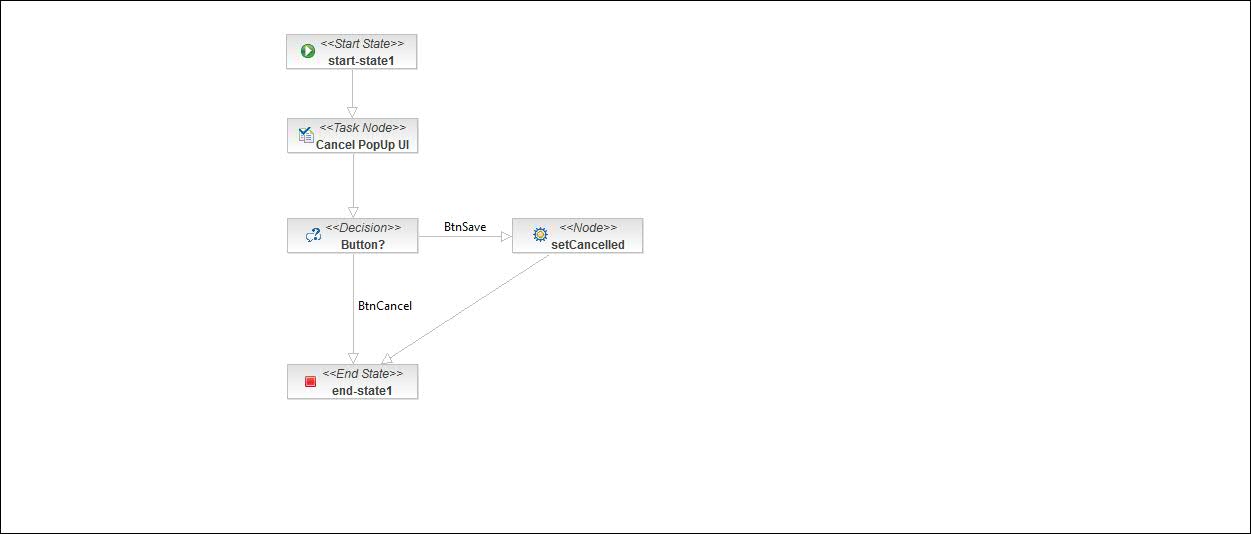 <<Start State>>
start-state1
<<Task Node>>
Cancel PopUp UI
<<Decision>>
Button?
BtnSave
<<Node>>
setCancelled
BtnCancel
<<End State>>
end-state1